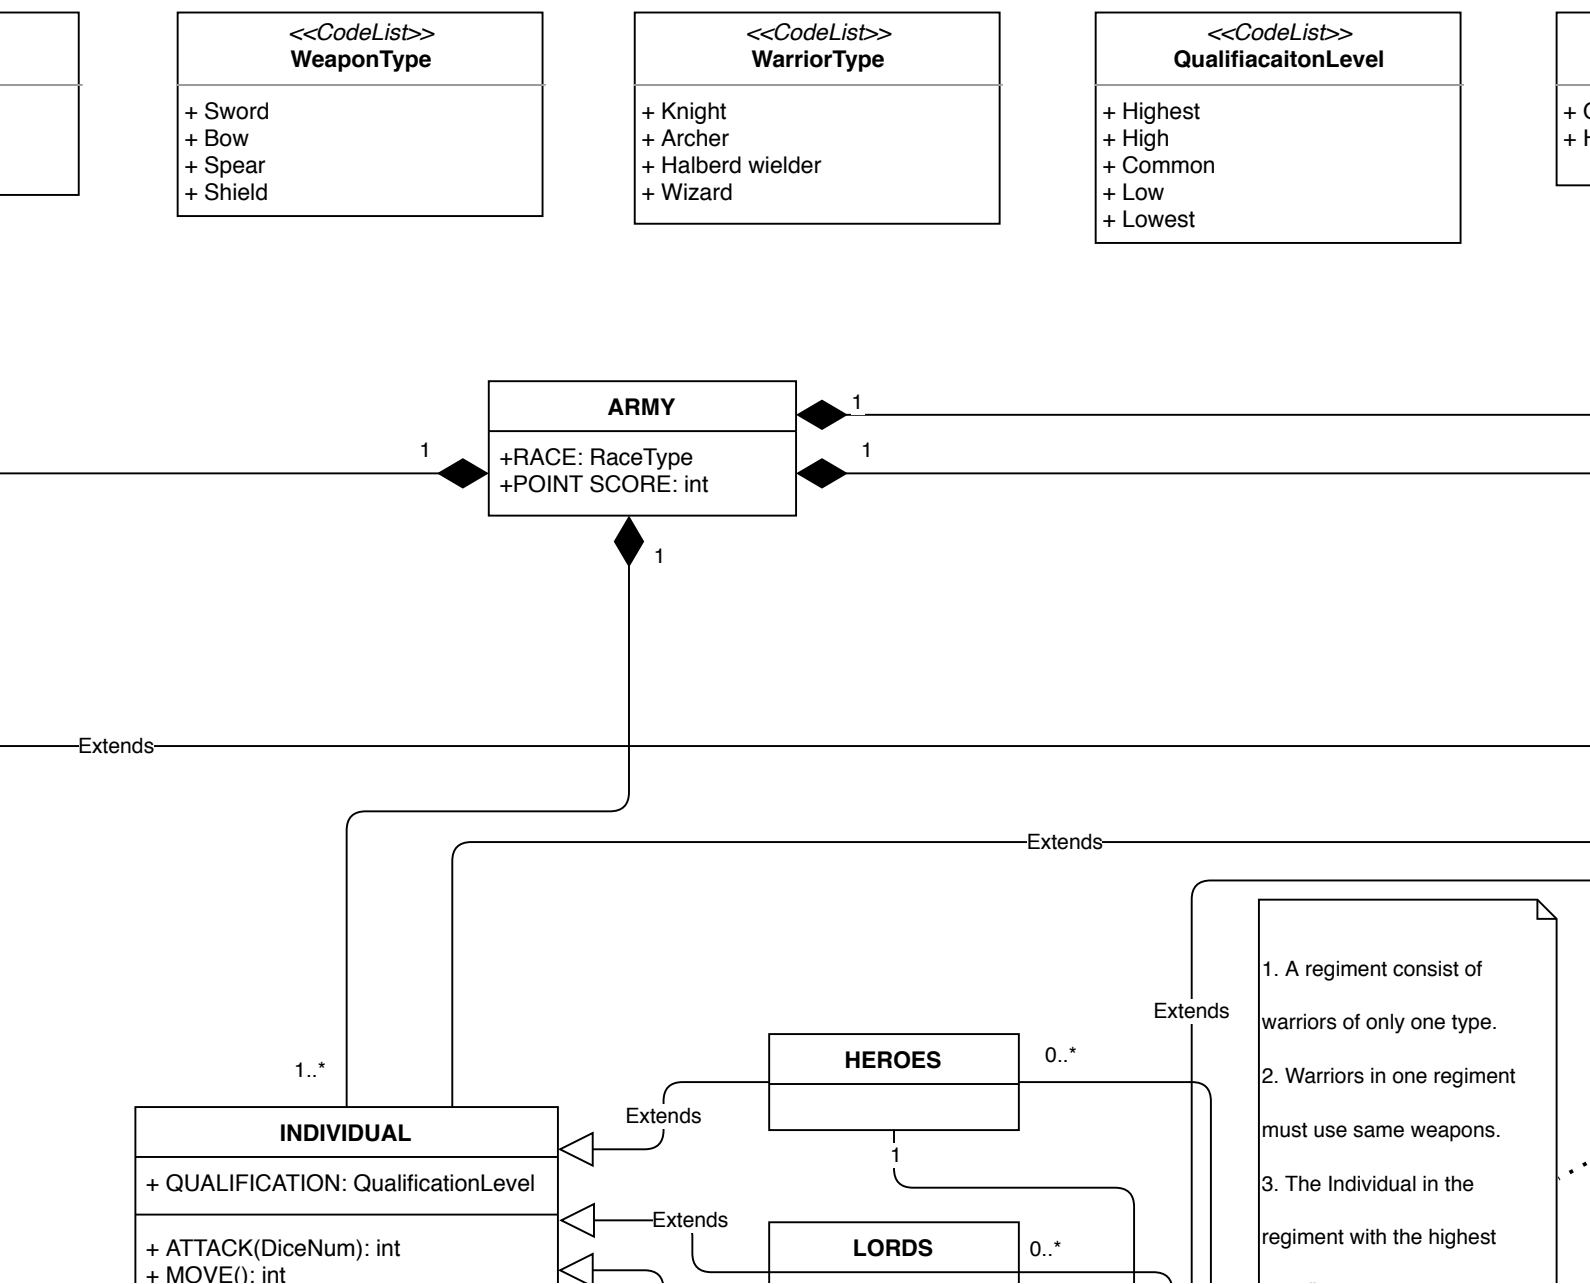 <<CodeList>>
WeaponType
+ Sword
+ Bow
+ Spear
+ Shield
<<CodeList>>
WarriorType
+ Knight
+ Archer
+ Halberd wielder
+ Wizard
<<CodeList>>
QualifiacaitonLevel
+ Highest
+ High
+ Common
+ Low
+ Lowest
+
+
ARMY
+RACE: RaceType
+POINT SCORE: int
1
1
1
1
Extends
Extends
Extends
1..*
INDIVIDUAL
+ QUALIFICATION: QualificationLevel
+ ATTACK(DiceNum): int
+ MOVE(): int
HEROES
0..*
Extends
1
Extends
LORDS
0..*
1. A regiment consist of
warriors of only one type.
2. Warriors in one regiment
must use same weapons.
3. The Individual in the
regiment with the highest